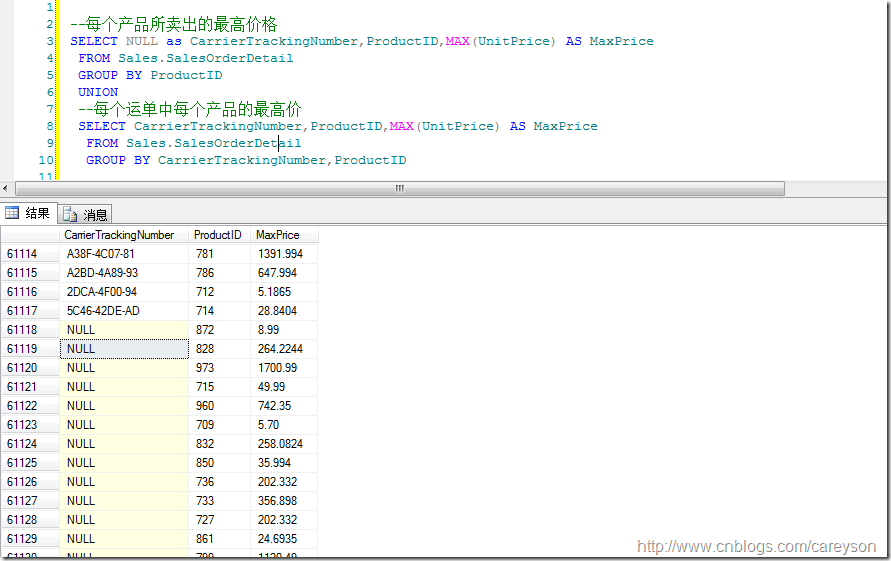 1
2 --每个产品所卖出的最高价格
3 SELECT NULL as CarrierTrackingNumber,ProductID,MAX(UnitPrice) AS MaxPrice
4 FROM Sales.SalesOrderDetail
5 GROUP BY ProductID
6 UNION
7 --每个运单中每个产品的最高价
8 SELECT CarrierTrackingNumber,ProductID,MAX(UnitPrice) AS MaxPrice
9 FROM Sales.SalesOrderDetail
10 GROUP BY CarrierTrackingNumber,ProductID
11
结果 消息
CarrierTrackingNumber ProductID MaxPrice
61114 A38F-4C07-81 781 1391.994
61115 A2BD-4A89-93 786 647.994
61116 2DCA-4F00-94 712 5.1865
61117 5C46-42DE-AD 714 28.8404
61118 NULL 872 8.99
61119 NULL 828 264.2244
61120 NULL 973 1700.99
61121 NULL 715 49.99
61122 NULL 960 742.35
61123 NULL 709 5.70
61124 NULL 832 258.0824
61125 NULL 850 35.994
61126 NULL 736 202.332
61127 NULL 733 356.898
61128 NULL 727 202.332
61129 NULL 861 24.6935
http://www.cnblogs.com/careyson